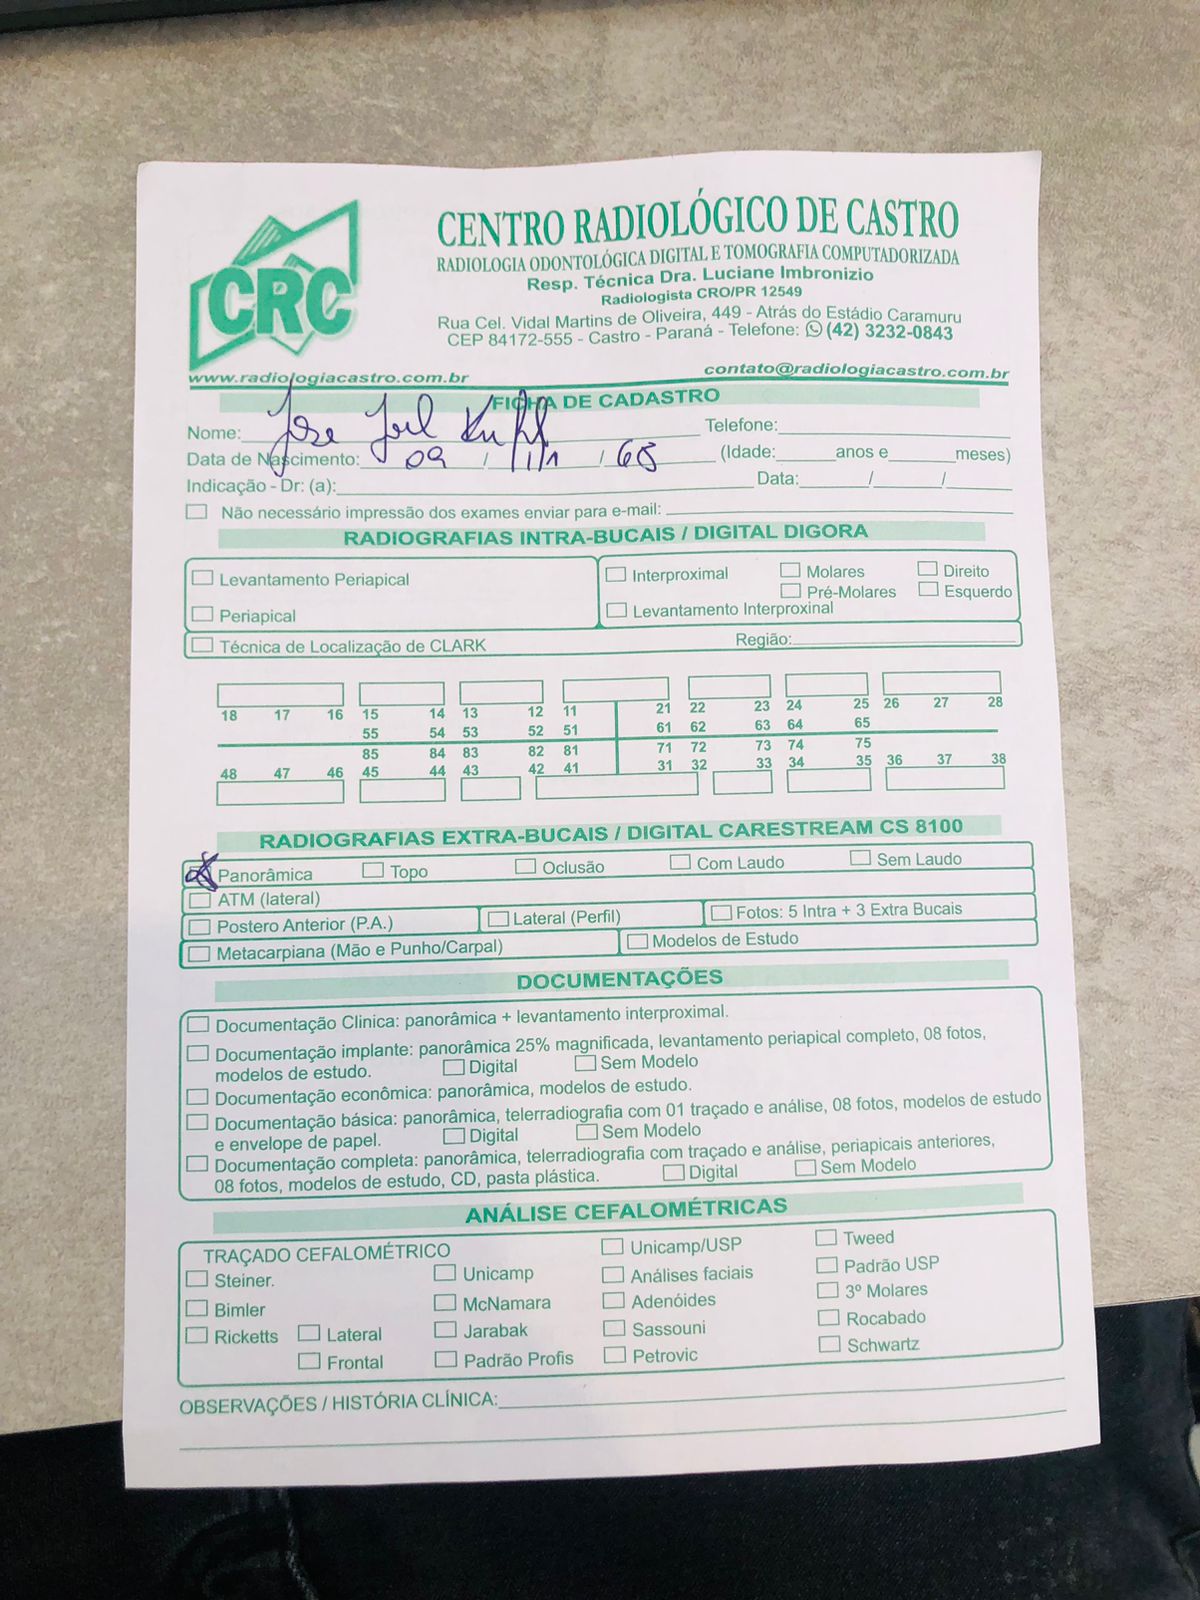 CRC
CENTRO RADIOLÓGICO DE CASTRO
RADIOLOGIA ODONTOLÓGICA DIGITAL E TOMOGRAFIA COMPUTADORIZADA
Resp. Técnica Dra. Luciane Imbronizio
Radiologista CRO/PR 12549
Rua Cel. Vidal Martins de Oliveira, 449 - Atrás do Estádio Caramuru
CEP 84172-555 - Castro - Paraná - Telefone: (42) 3232-0843
www.radiologiacastro.com.br contato@radiologiacastro.com.br
FICHA DE CADASTRO
Nome: Jose Joel Telefone:
Data de Nascimento: 09 / 11 / 68 (Idade: anos e meses)
Indicação - Dr: (a): Data: / /
Não necessário impressão dos exames enviar para e-mail:
RADIOGRAFIAS INTRA-BUCAIS / DIGITAL DIGORA
Levantamento Periapical Interproximal Molares Direito
Periapical Pré-Molares Esquerdo
Levantamento Interproxinal
Técnica de Localização de CLARK Região:
18 17 16 15 14 13 12 11 21 22 23 24 25 26 27 28
55 54 53 52 51 61 62 63 64 65
85 84 83 82 81 71 72 73 74 75
48 47 46 45 44 43 42 41 31 32 33 34 35 36 37 38
RADIOGRAFIAS EXTRA-BUCAIS / DIGITAL CARESTREAM CS 8100
Panorâmica Topo Oclusão Com Laudo Sem Laudo
ATM (lateral)
Postero Anterior (P.A.) Lateral (Perfil) Fotos: 5 Intra + 3 Extra Bucais
Metacarpiana (Mão e Punho/Carpal) Modelos de Estudo
DOCUMENTAÇÕES
Documentação Clinica: panorâmica + levantamento interproximal.
Documentação implante: panorâmica 25% magnificada, levantamento periapical completo, 08 fotos,
modelos de estudo. Digital Sem Modelo
Documentação econômica: panorâmica, modelos de estudo.
Documentação básica: panorâmica, telerradiografia com 01 traçado e análise, 08 fotos, modelos de estudo
e envelope de papel. Digital Sem Modelo
Documentação completa: panorâmica, telerradiografia com traçado e análise, periapicais anteriores,
08 fotos, modelos de estudo, CD, pasta plástica. Digital Sem Modelo
ANÁLISE CEFALOMÉTRICAS
TRAÇADO CEFALOMÉTRICO Unicamp/USP Tweed
Steiner. Unicamp Análises faciais Padrão USP
Bimler McNamara Adenóides 3º Molares
Ricketts Lateral Jarabak Sassouni Rocabado
Frontal Padrão Profis Petrovic Schwartz
OBSERVAÇÕES / HISTÓRIA CLÍNICA: